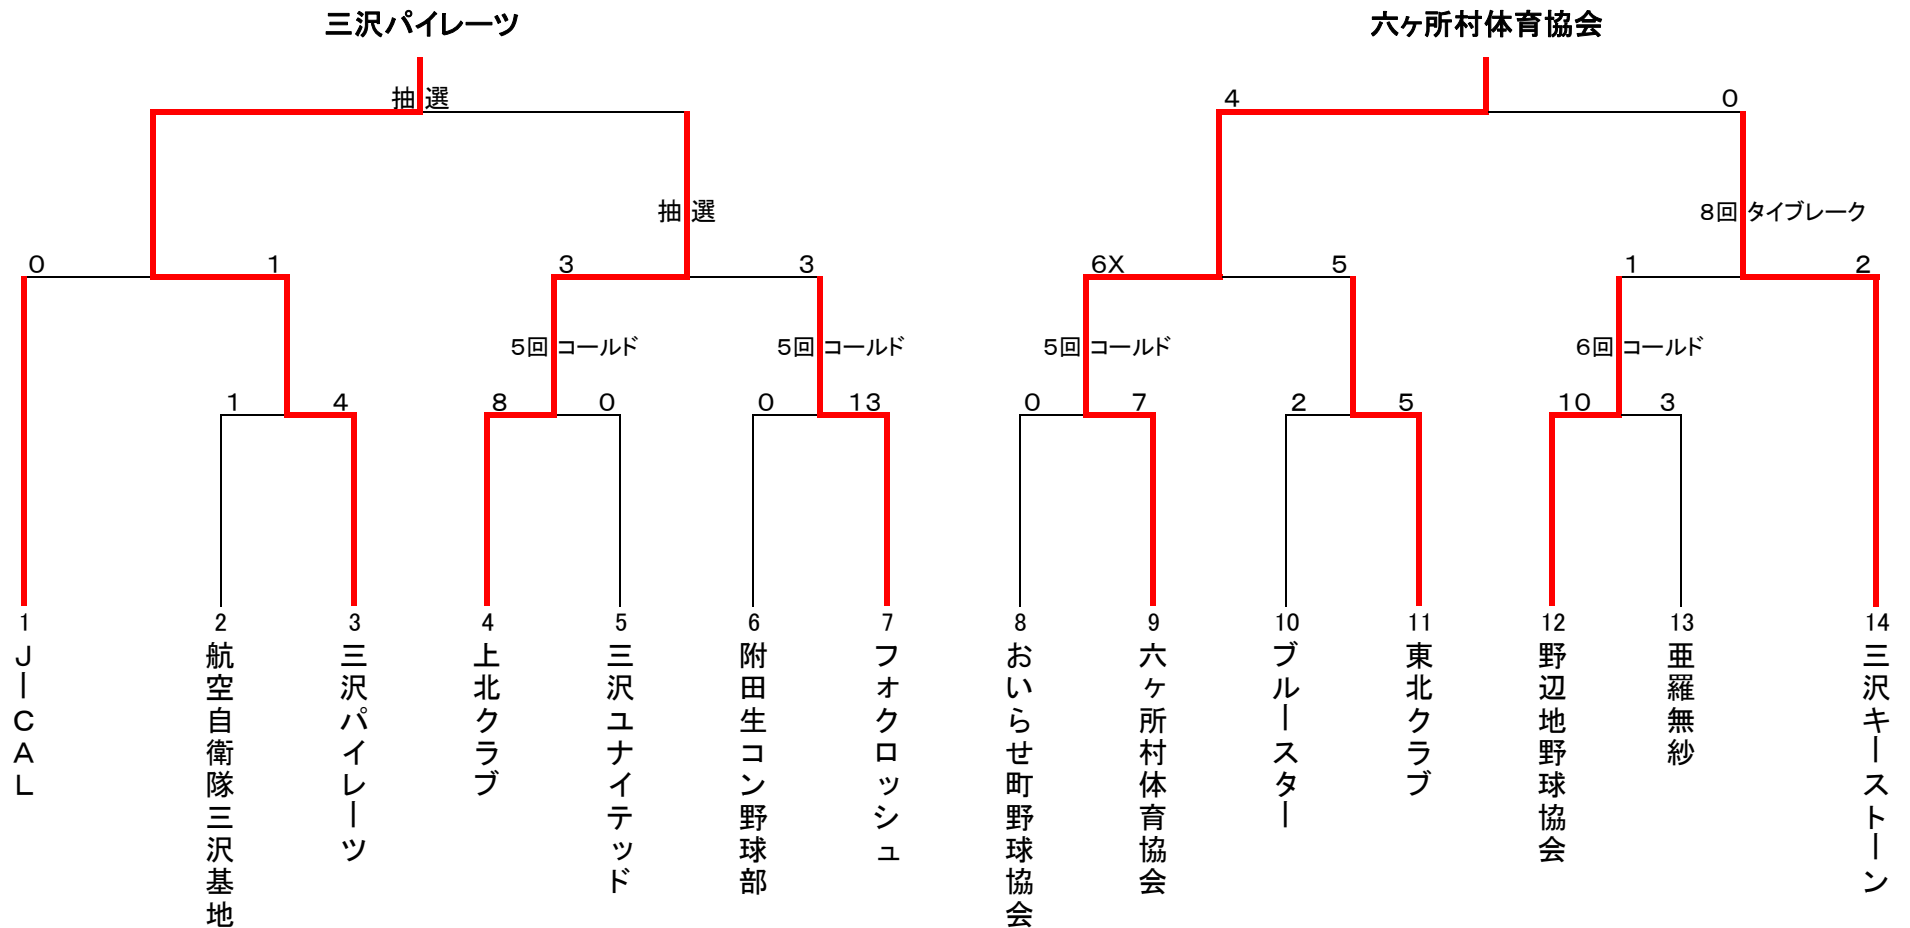 三沢パイレーツ
六ヶ所村体育協会
抽選
4
0
抽選
8回タイブレーク
0
1
3
3
6X
5
1
2
5回コールド
5回コールド
5回コールド
6回コールド
1
4
8
0
0
13
0
7
2
5
10
3
1
2
3
4
5
6
7
8
9
10
11
12
13
14
JーCAL
航空自衛隊三沢基地
三沢パイレーツ
上北クラブ
三沢ユナイテッド
附田生コン野球部
フォクロッシュ
おいらせ町野球協会
六ヶ所村体育協会
ブルースター
東北クラブ
野辺地野球協会
亜羅無紗
三沢キーストーン